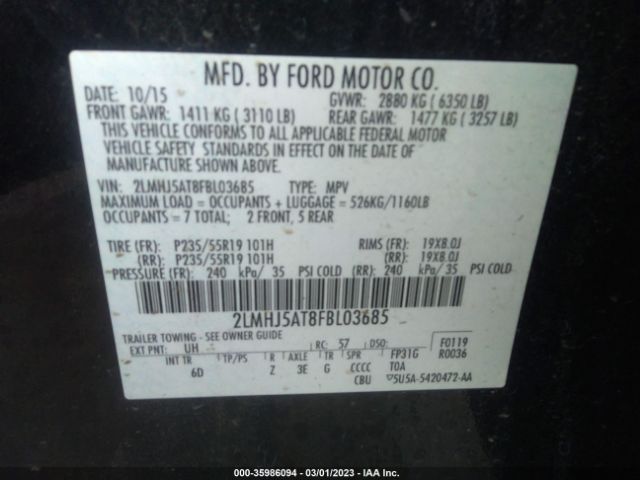 MFD. BY FORD MOTOR CO.
DATE: 10/15 GVWR: 2880 KG ( 6350 LB)
FRONT GAWR: 1411 KG ( 3110 LB) REAR GAWR: 1477 KG ( 3257 LB)
THIS VEHICLE CONFORMS TO ALL APPLICABLE FEDERAL MOTOR
VEHICLE SAFETY STANDARDS IN EFFECT ON THE DATE OF
MANUFACTURE SHOWN ABOVE.
VIN: 2LMHJ5AT8FBL03685 TYPE: MPV
MAXIMUM LOAD = OCCUPANTS + LUGGAGE = 526KG/1160LB
OCCUPANTS = 7 TOTAL; 2 FRONT, 5 REAR
TIRE (FR): P235/55R19 101H RIMS (FR): 19X8.0J
(RR): P235/55R19 101H (RR): 19X8.0J
PRESSURE (FR): 240 kPa/ 35 PSI COLD (RR): 240 kPa/ 35 PSI COLD
2LMHJ5AT8FBL03685
TRAILER TOWING - SEE OWNER GUIDE
EXT PNT: UH RC: 57 DSO: F0119
INT TR TP/PS R AXLE TR SPR FP31G R0036
6D Z 3E G CCCC TOA
CBU ▽5U5A-5420472-AA
000-35986094 / 03/01/2023 - IAA Inc.